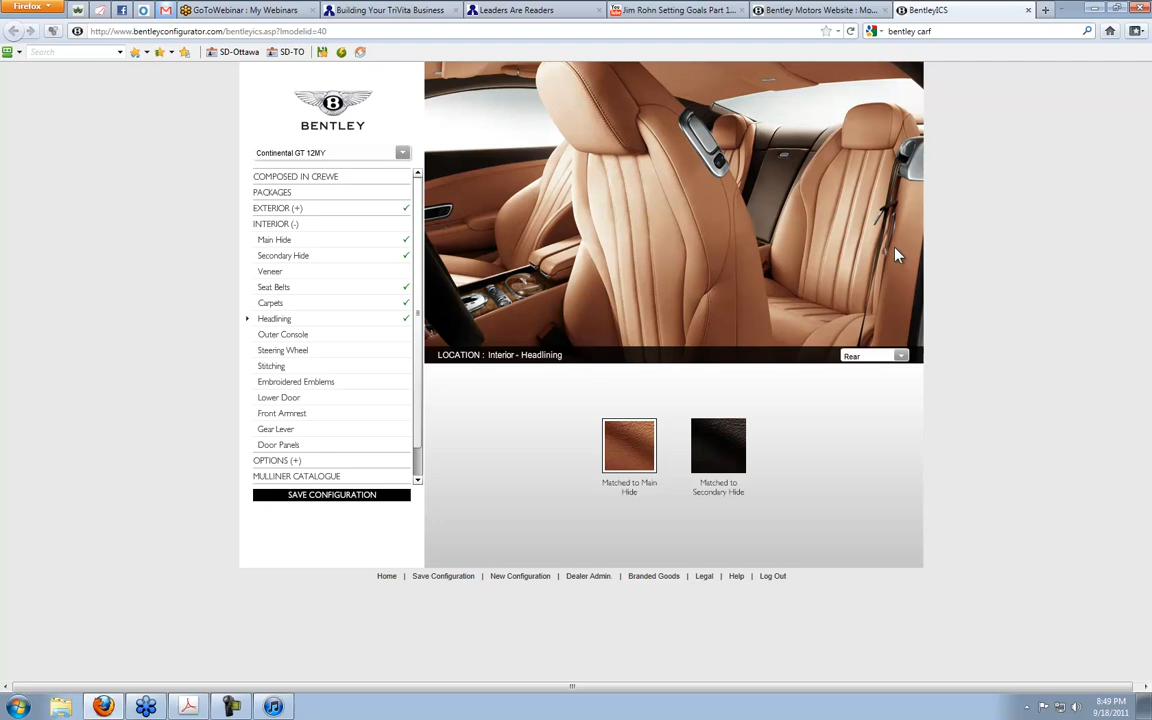 Firefox
GoToWebinar : My Webinars
Building Your TriVita Business
Leaders Are Readers
Jim Rohn Setting Goals Part 1...
Bentley Motors Website : Mo...
BentleyICS
http://www.bentleyconfigurator.com/bentleyics.asp?lmodelid=40
bentley carf
Search
SD-Ottawa
SD-TO
B
BENTLEY
Continental GT 12MY
COMPOSED IN CREWE
PACKAGES
EXTERIOR (+)
INTERIOR (-)
Main Hide
Secondary Hide
Veneer
Seat Belts
Carpets
Headlining
Outer Console
Steering Wheel
Stitching
Embroidered Emblems
Lower Door
Front Armrest
Gear Lever
Door Panels
OPTIONS (+)
MULLINER CATALOGUE
SAVE CONFIGURATION
LOCATION : Interior - Headlining
Rear
Matched to Main
Hide
Matched to
Secondary Hide
Home | Save Configuration | New Configuration | Dealer Admin. | Branded Goods | Legal | Help | Log Out
8:49 PM
9/18/2011